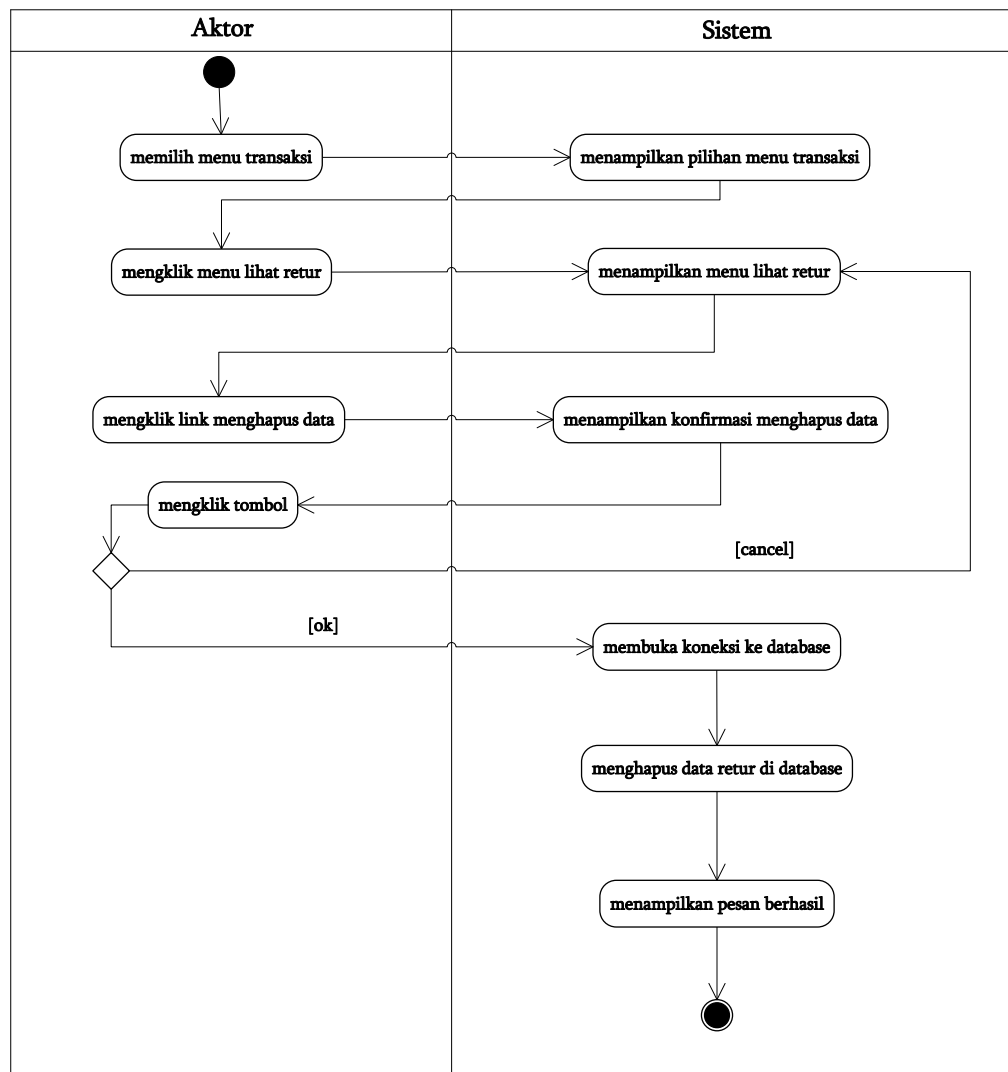 Aktor
Sistem
memilih menu transaksi
menampilkan pilihan menu transaksi
mengklik menu lihat retur
menampilkan menu lihat retur
mengklik link menghapus data
menampilkan konfirmasi menghapus data
mengklik tombol
[cancel]
[ok]
membuka koneksi ke database
menghapus data retur di database
menampilkan pesan berhasil